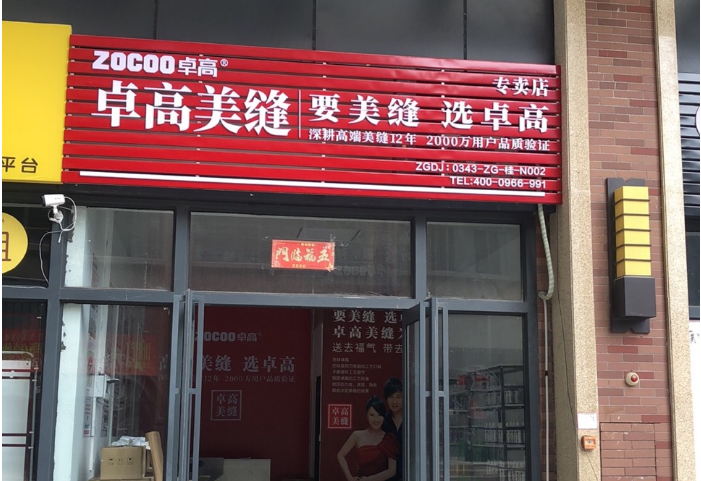 ZOCOO卓高®
专卖店
卓高美缝
要美缝 选卓高
深耕高端美缝12年 2000万用户品质验证
ZGDJ:0343-ZG-桂-N002
TEL:400-0966-991
平台
五福临门
ZOCOO卓高
要美缝 选卓高
12年 2000万用户品质验证
卓高
美缝
要美缝 选
卓高美缝
送去福气 带去
卓高
美缝